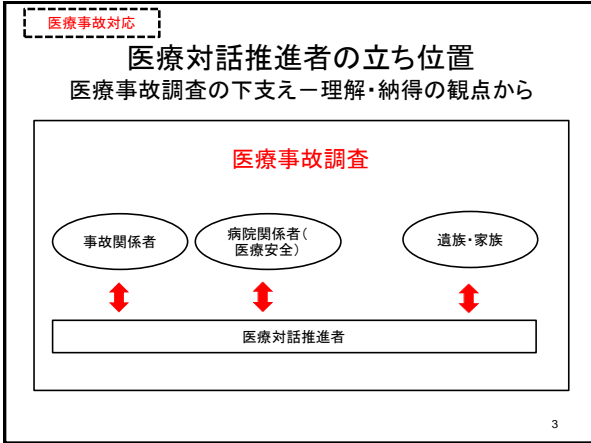 医療事故対応
医療対話推進者の立ち位置
医療事故調査の下支え－理解・納得の観点から
医療事故調査
事故関係者
病院関係者(
医療安全)
遺族・家族
医療対話推進者
3